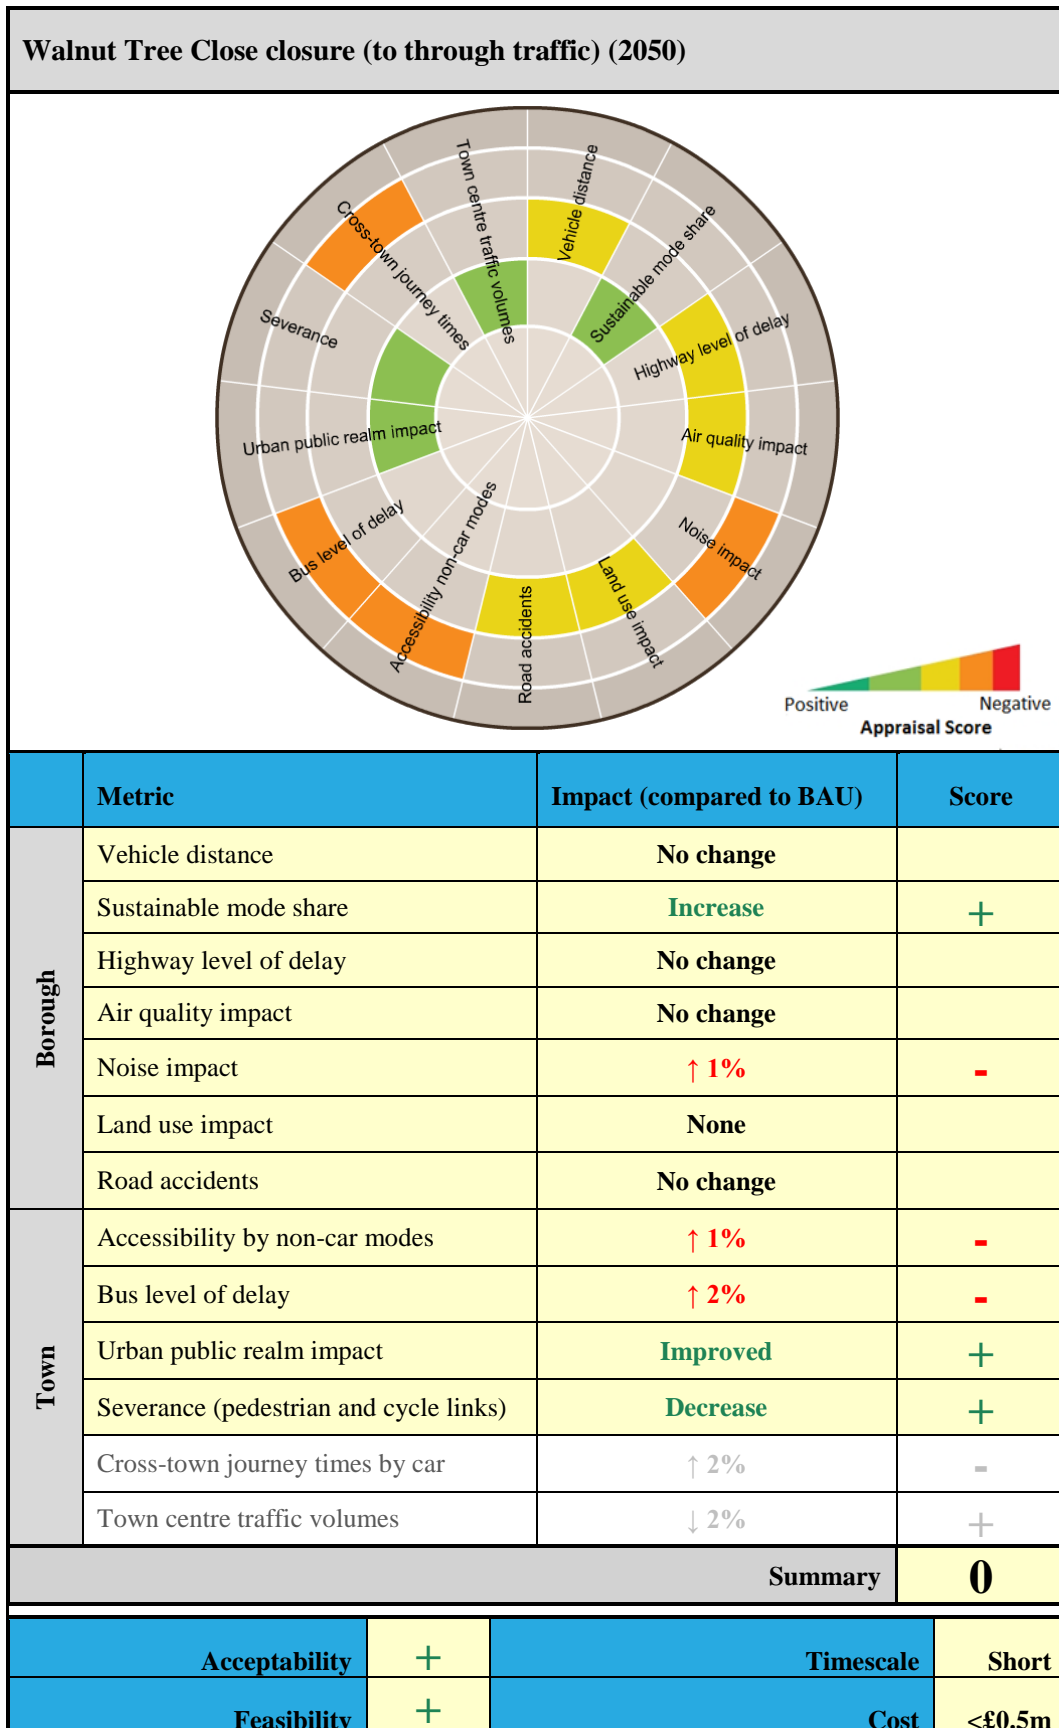 Walnut Tree Close closure (to through traffic) (2050)
Town centre traffic volumes
Vehicle distance
Sustainable mode share
Highway level of delay
Air quality impact
Noise impact
Land use impact
Road accidents
Accessibility non-car modes
Bus level of delay
Urban public realm impact
Severance
Cross-town journey times
Positive Negative
Appraisal Score
Metric Impact (compared to BAU) Score
Borough
Vehicle distance No change
Sustainable mode share Increase +
Highway level of delay No change
Air quality impact No change
Noise impact ↑ 1% -
Land use impact None
Road accidents No change
Town
Accessibility by non-car modes ↑ 1% -
Bus level of delay ↑ 2% -
Urban public realm impact Improved +
Severance (pedestrian and cycle links) Decrease +
Cross-town journey times by car ↑ 2% -
Town centre traffic volumes ↓ 2% +
Summary 0
Acceptability + Timescale Short
Feasibility + Cost <£0.5m